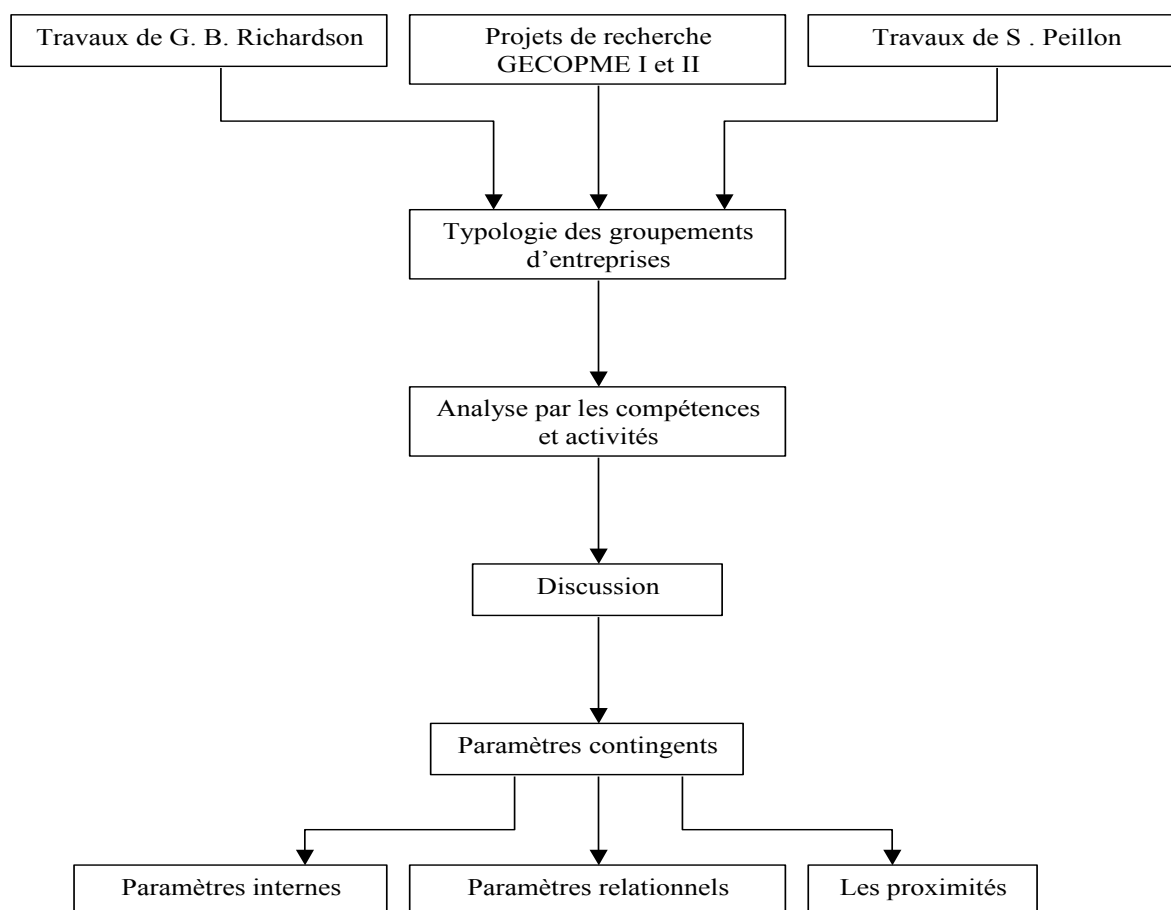 Travaux de G. B. Richardson
Projets de recherche
GECOPME I et II
Travaux de S . Peillon
Typologie des groupements
d’entreprises
Analyse par les compétences
et activités
Discussion
Paramètres contingents
Paramètres internes
Paramètres relationnels
Les proximités